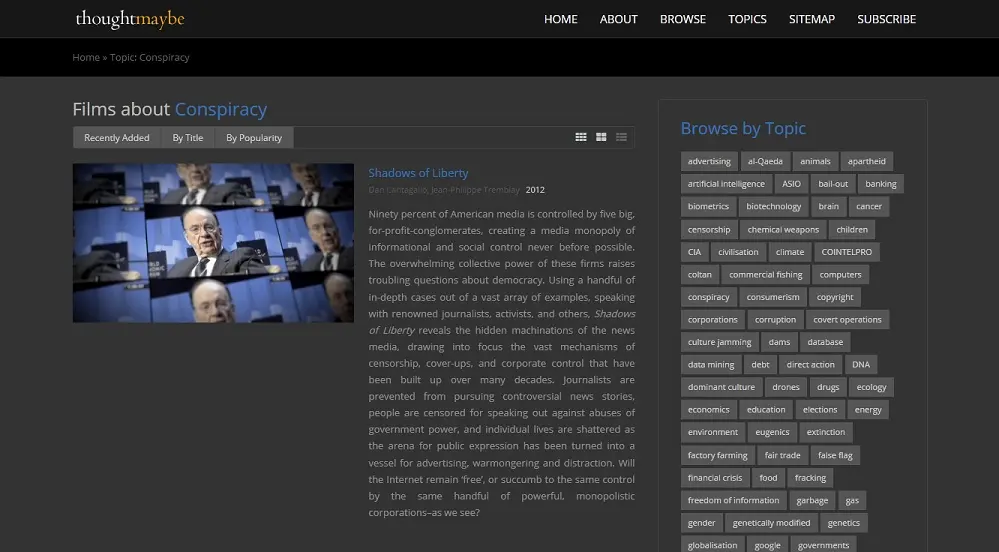 thoughtmaybe
HOME ABOUT BROWSE TOPICS SITEMAP SUBSCRIBE
Home » Topic: Conspiracy
Films about Conspiracy
Recently Added By Title By Popularity
Shadows of Liberty
Dan Cantagallo, Jean-Philippe Tremblay 2012
Ninety percent of American media is controlled by five big,
for-profit-conglomerates, creating a media monopoly of
informational and social control never before possible.
The overwhelming collective power of these firms raises
troubling questions about democracy. Using a handful of
in-depth cases out of a vast array of examples, speaking
with renowned journalists, activists, and others, Shadows
of Liberty reveals the hidden machinations of the news
media, drawing into focus the vast mechanisms of
censorship, cover-ups, and corporate control that have
been built up over many decades. Journalists are
prevented from pursuing controversial news stories,
people are censored for speaking out against abuses of
government power, and individual lives are shattered as
the arena for public expression has been turned into a
vessel for advertising, warmongering and distraction. Will
the Internet remain ‘free’, or succumb to the same control
by the same handful of powerful, monopolistic
corporations–as we see?
Browse by Topic
advertising al-Qaeda animals apartheid
artificial intelligence ASIO bail-out banking
biometrics biotechnology brain cancer
censorship chemical weapons children
CIA civilisation climate COINTELPRO
coltan commercial fishing computers
conspiracy consumerism copyright
corporations corruption covert operations
culture jamming dams database
data mining debt direct action DNA
dominant culture drones drugs ecology
economics education elections energy
environment eugenics extinction
factory farming fair trade false flag
financial crisis food fracking
freedom of information garbage gas
gender genetically modified genetics
globalisation google governments